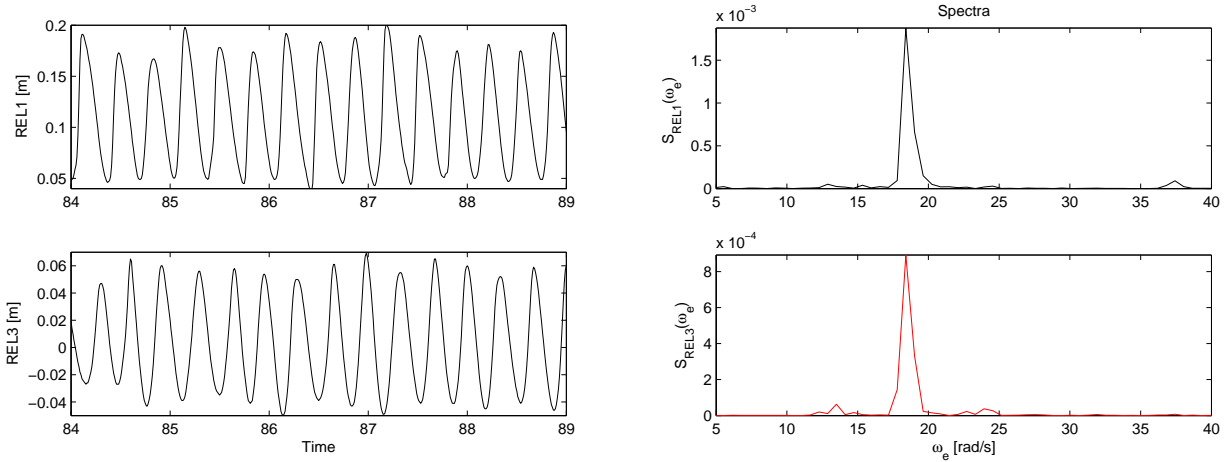 0.2
0.15
0.1
0.05
REL1 [m]
84 85 86 87 88 89
0.06
0.04
0.02
0
−0.02
−0.04
REL3 [m]
84 85 86 87 88 89
Time
Spectra
x 10⁻³
1.5
1
0.5
0
S_REL1(ω_e)
5 10 15 20 25 30 35 40
x 10⁻⁴
8
6
4
2
0
S_REL3(ω_e)
5 10 15 20 25 30 35 40
ω_e [rad/s]